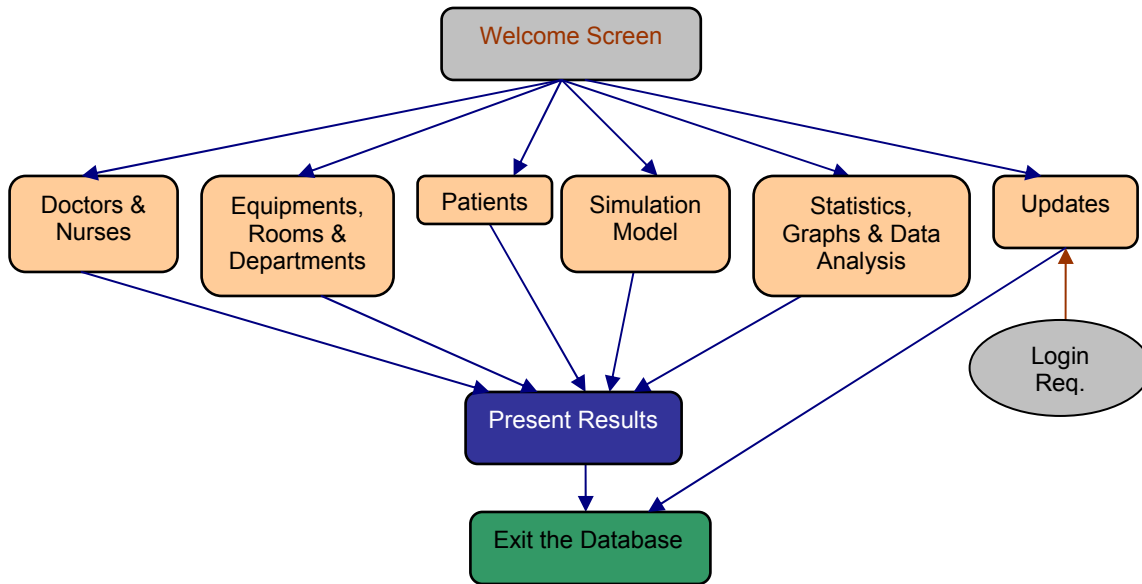 Welcome Screen
Doctors &
Nurses
Equipments,
Rooms &
Departments
Patients
Simulation
Model
Statistics,
Graphs & Data
Analysis
Updates
Login
Req.
Present Results
Exit the Database